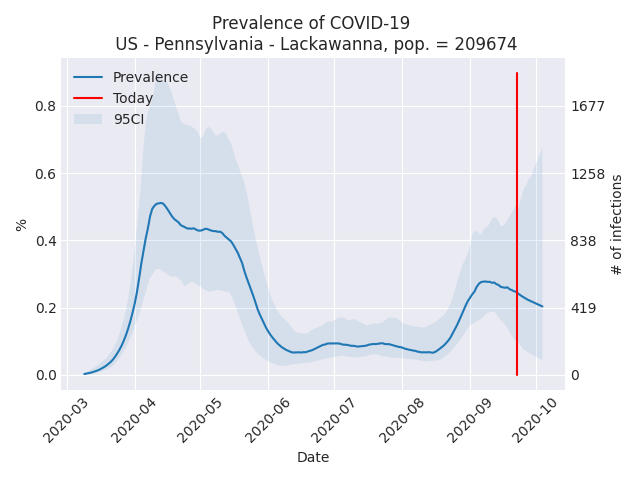 Prevalence of COVID-19
US - Pennsylvania - Lackawanna, pop. = 209674
Prevalence
Today
95CI
%
0.8
0.6
0.4
0.2
0.0
1677
1258
838
419
0
# of infections
2020-03
2020-04
2020-05
2020-06
2020-07
2020-08
2020-09
2020-10
Date